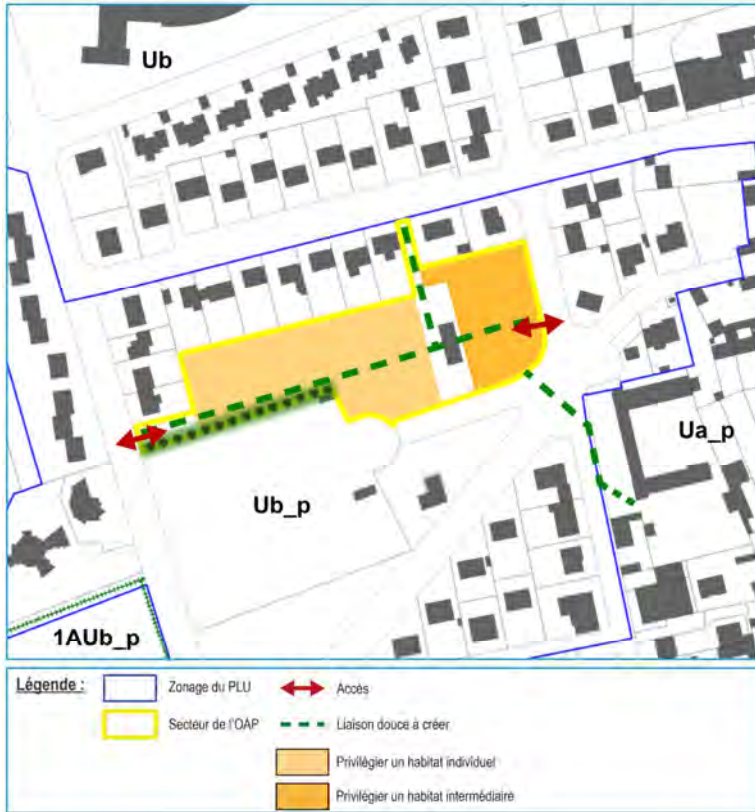 Ub
Ua_p
Ub_p
1AUb_p
Légende :
Zonage du PLU
Accès
Secteur de l'OAP
Liaison douce à créer
Privilégier un habitat individuel
Privilégier un habitat intermédiaire